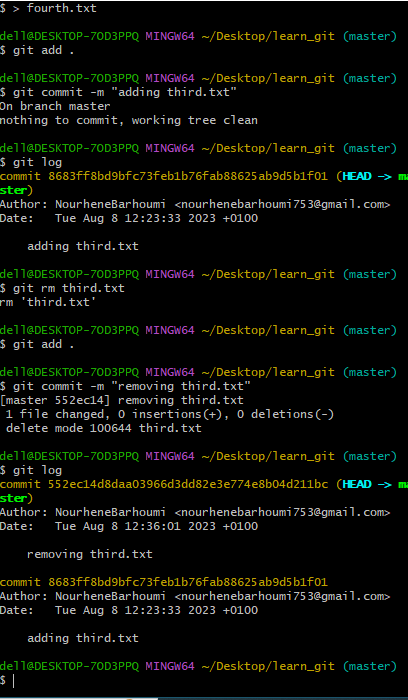 $ > fourth.txt
dell@DESKTOP-7OD3PPQ MINGW64 ~/Desktop/learn_git (master)
$ git add .
dell@DESKTOP-7OD3PPQ MINGW64 ~/Desktop/learn_git (master)
$ git commit -m "adding third.txt"
On branch master
nothing to commit, working tree clean
dell@DESKTOP-7OD3PPQ MINGW64 ~/Desktop/learn_git (master)
$ git log
commit 8683ff8bd9bfc73feb1b76fab88625ab9d5b1f01 (HEAD -> ma
ster)
Author: NourheneBarhoumi <nourhenebarhoumi753@gmail.com>
Date:   Tue Aug 8 12:23:33 2023 +0100
    adding third.txt
dell@DESKTOP-7OD3PPQ MINGW64 ~/Desktop/learn_git (master)
$ git rm third.txt
rm 'third.txt'
dell@DESKTOP-7OD3PPQ MINGW64 ~/Desktop/learn_git (master)
$ git add .
dell@DESKTOP-7OD3PPQ MINGW64 ~/Desktop/learn_git (master)
$ git commit -m "removing third.txt"
[master 552ec14] removing third.txt
 1 file changed, 0 insertions(+), 0 deletions(-)
 delete mode 100644 third.txt
dell@DESKTOP-7OD3PPQ MINGW64 ~/Desktop/learn_git (master)
$ git log
commit 552ec14d8daa03966d3dd82e3e774e8b04d211bc (HEAD -> ma
ster)
Author: NourheneBarhoumi <nourhenebarhoumi753@gmail.com>
Date:   Tue Aug 8 12:36:01 2023 +0100
    removing third.txt
commit 8683ff8bd9bfc73feb1b76fab88625ab9d5b1f01
Author: NourheneBarhoumi <nourhenebarhoumi753@gmail.com>
Date:   Tue Aug 8 12:23:33 2023 +0100
    adding third.txt
dell@DESKTOP-7OD3PPQ MINGW64 ~/Desktop/learn_git (master)
$